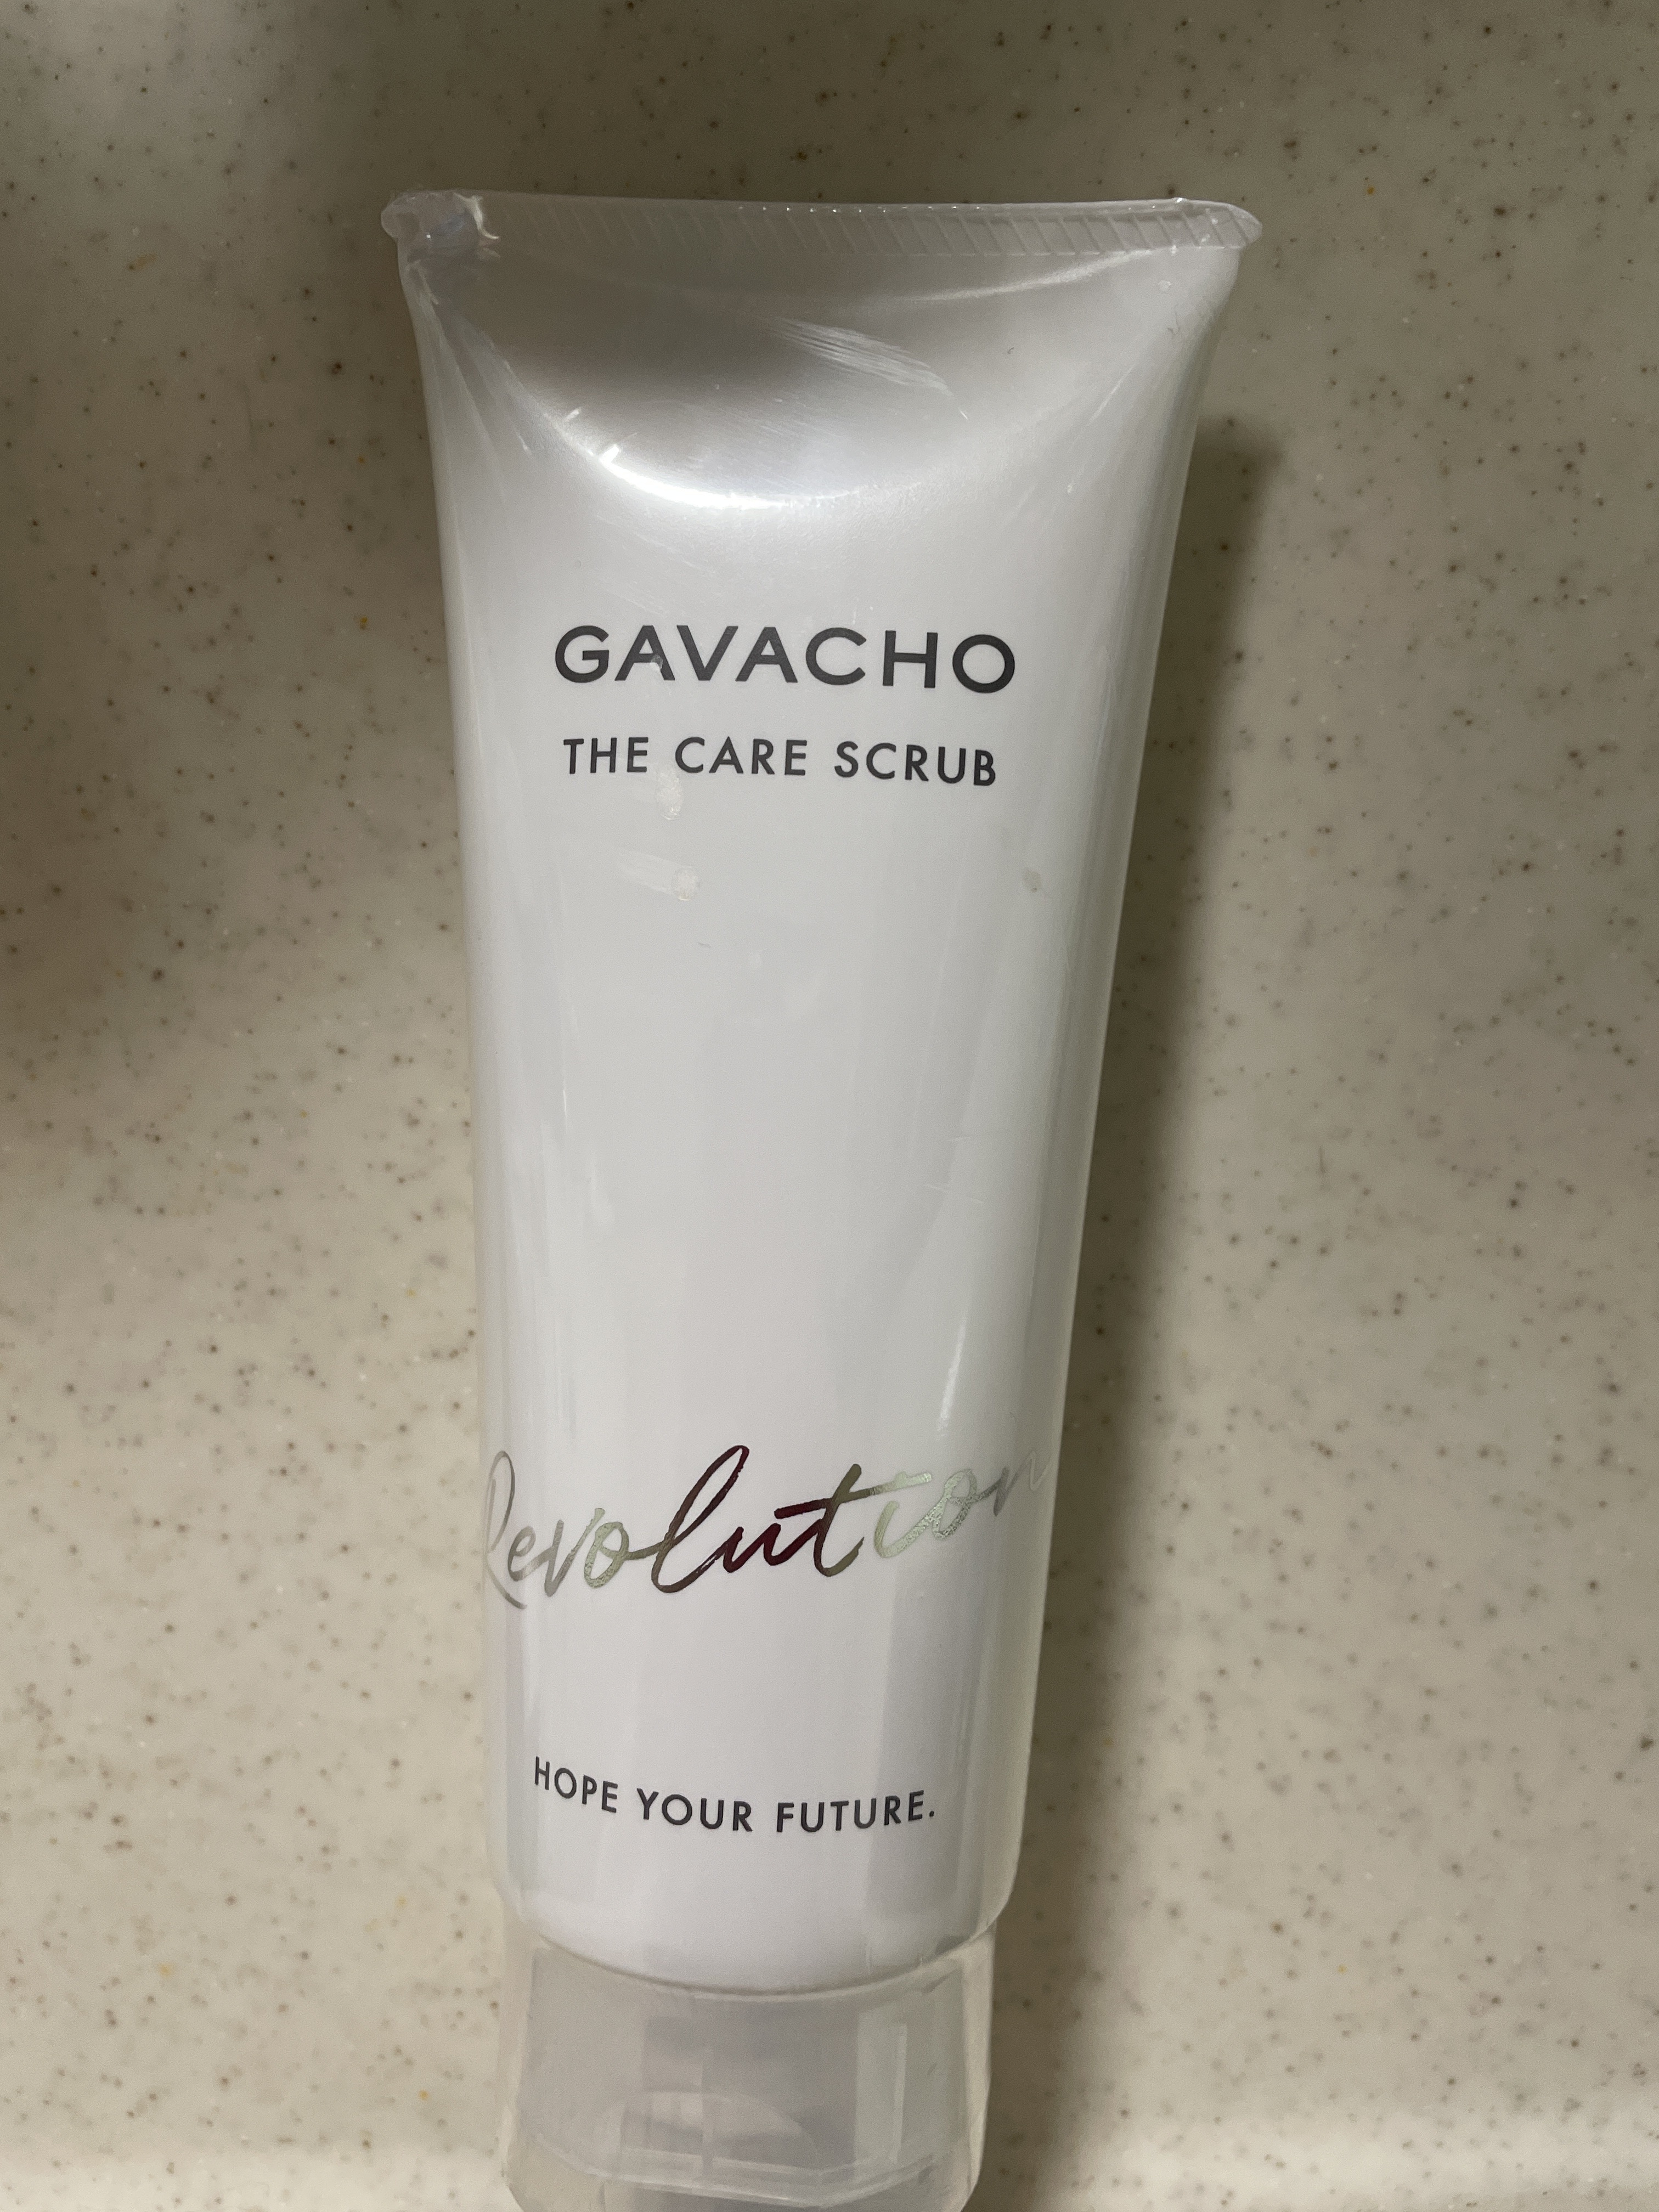 GAVACHO
THE CARE SCRUB
Revolution
HOPE YOUR FUTURE.